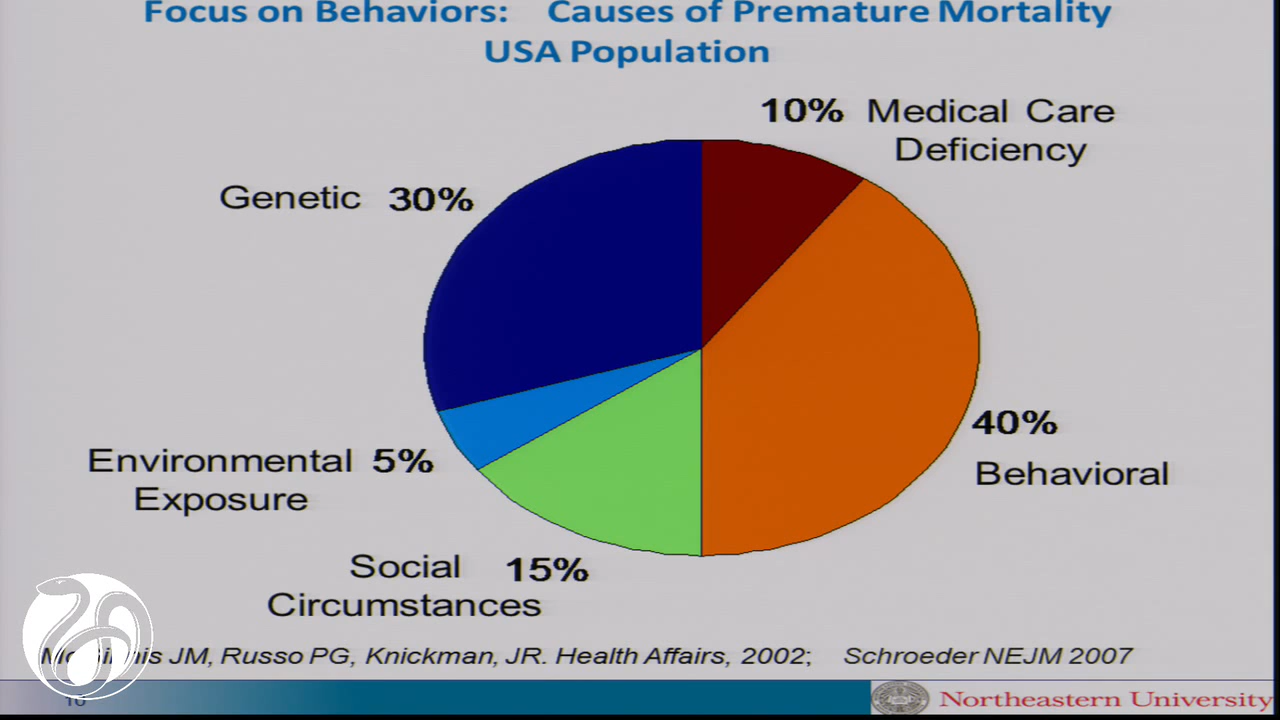 Focus on Behaviors: Causes of Premature Mortality
USA Population
10% Medical Care
Deficiency
Genetic 30%
40%
Behavioral
Environmental 5%
Exposure
Social 15%
Circumstances
JM, Russo PG, Knickman, JR. Health Affairs, 2002; Schroeder NEJM 2007
Northeastern University